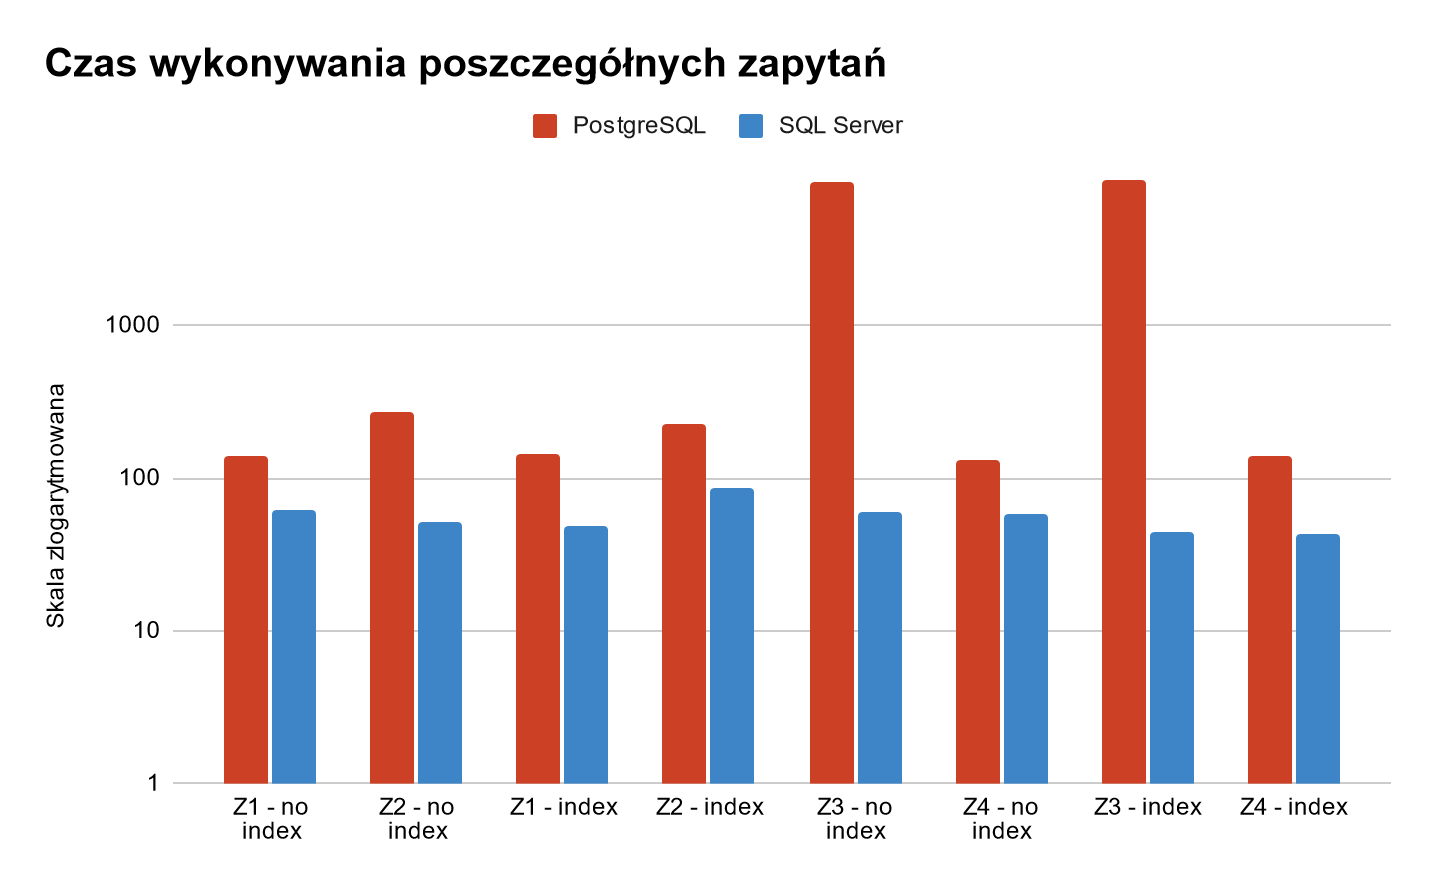 Czas wykonywania poszczególnych zapytań
PostgreSQL
SQL Server
Skala zlogarytmowana
1000
100
10
1
Z1 - no
index
Z2 - no
index
Z1 - index
Z2 - index
Z3 - no
index
Z4 - no
index
Z3 - index
Z4 - index